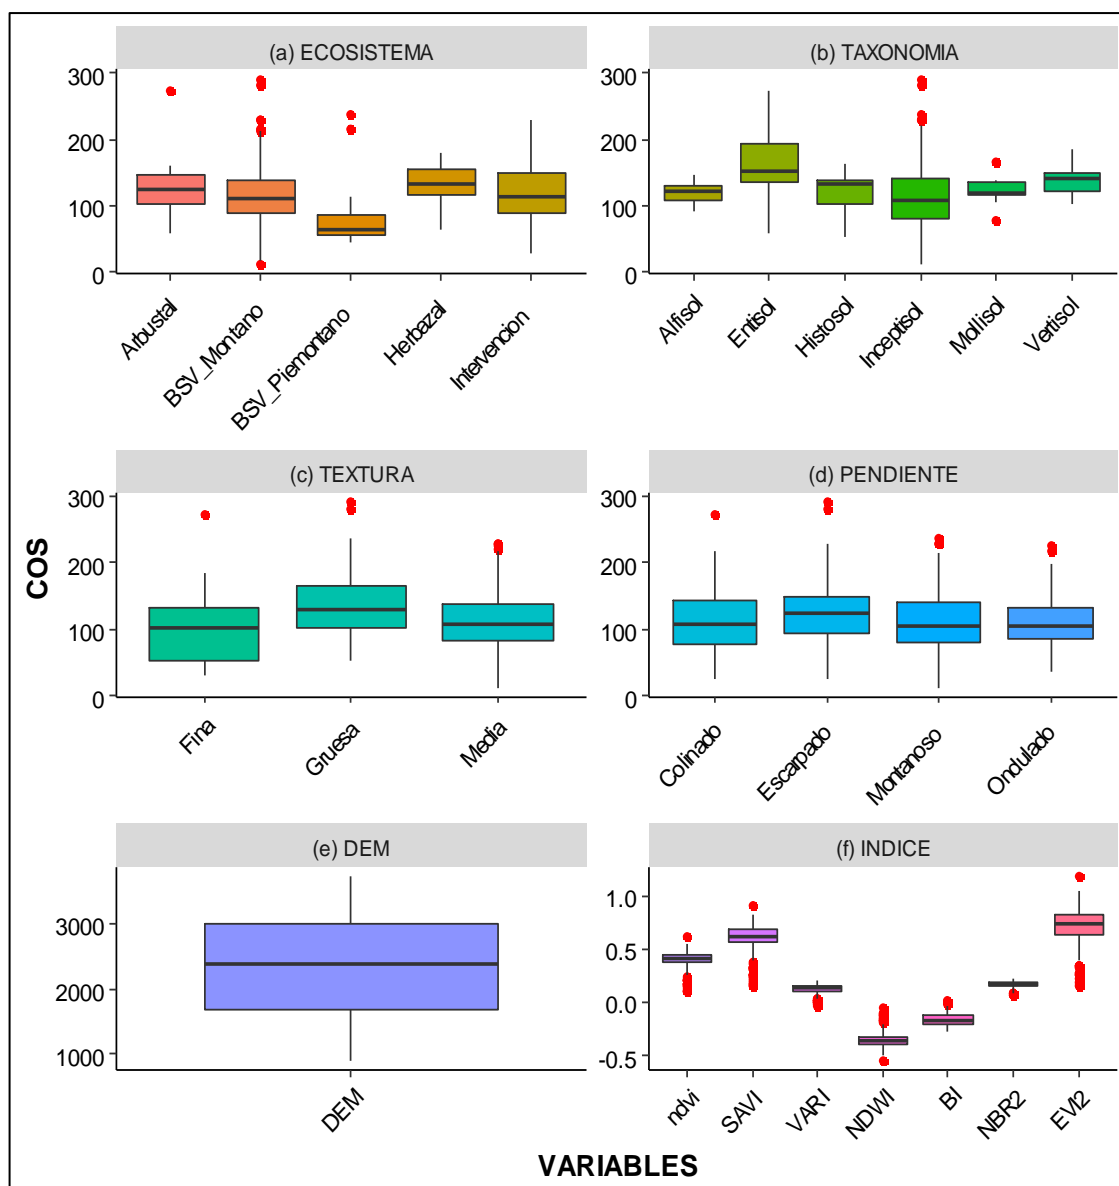 (a) ECOSISTEMA
(b) TAXONOMIA
300
200
100
0
Arbustal
BSV_Montano
BSV_Piemontano
Herbazal
Intervencion
300
200
100
0
Alfisol
Entisol
Histosol
Inceptisol
Mollisol
Vertisol
(c) TEXTURA
(d) PENDIENTE
COS
300
200
100
0
Fina
Gruesa
Media
300
200
100
0
Colinado
Escarpado
Montanoso
Ondulado
(e) DEM
(f) INDICE
3000
2000
1000
DEM
1.0
0.5
0.0
-0.5
ndvi
SAVI
VARI
NDWI
BI
NBR2
EVI2
VARIABLES